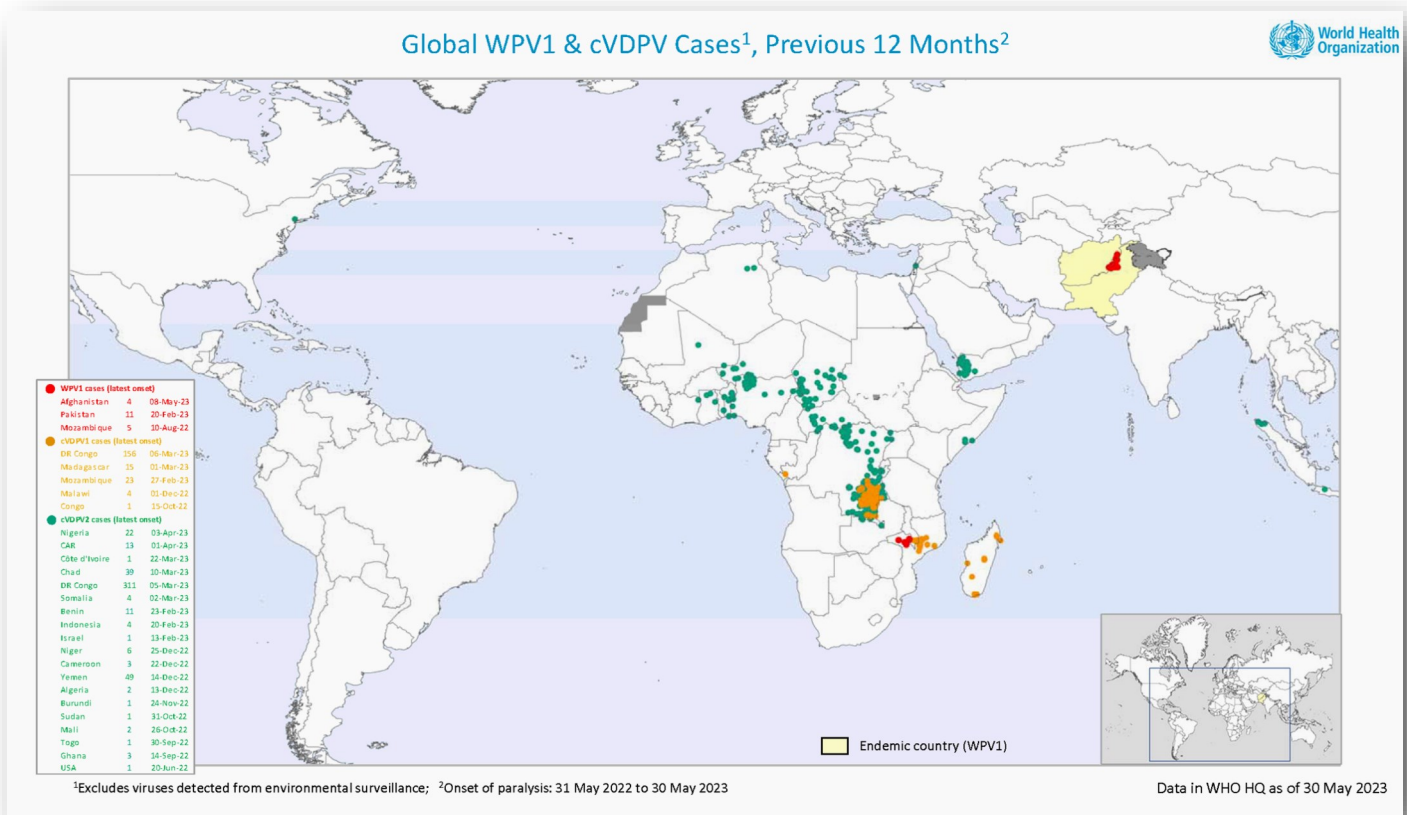 Global WPV1 & cVDPV Cases¹, Previous 12 Months²
World Health
Organization
WPV1 cases (latest onset)
Afghanistan 4 08-May-23
Pakistan 11 20-Feb-23
Mozambique 5 10-Aug-22
cVDPV1 cases (latest onset)
DR Congo 156 06-Mar-23
Madagascar 15 01-Mar-23
Mozambique 23 27-Feb-23
Malawi 4 01-Dec-22
Congo 1 15-Oct-22
cVDPV2 cases (latest onset)
Nigeria 22 03-Apr-23
CAR 13 01-Apr-23
Côte d'Ivoire 1 22-Mar-23
Chad 39 10-Mar-23
DR Congo 311 05-Mar-23
Somalia 4 02-Mar-23
Benin 11 23-Feb-23
Indonesia 4 20-Feb-23
Israel 1 13-Feb-23
Niger 6 25-Dec-22
Cameroon 3 22-Dec-22
Yemen 49 14-Dec-22
Algeria 2 13-Dec-22
Burundi 1 24-Nov-22
Sudan 1 31-Oct-22
Mali 2 26-Oct-22
Togo 1 30-Sep-22
Ghana 3 14-Sep-22
USA 1 20-Jun-22
Endemic country (WPV1)
¹Excludes viruses detected from environmental surveillance; ²Onset of paralysis: 31 May 2022 to 30 May 2023
Data in WHO HQ as of 30 May 2023